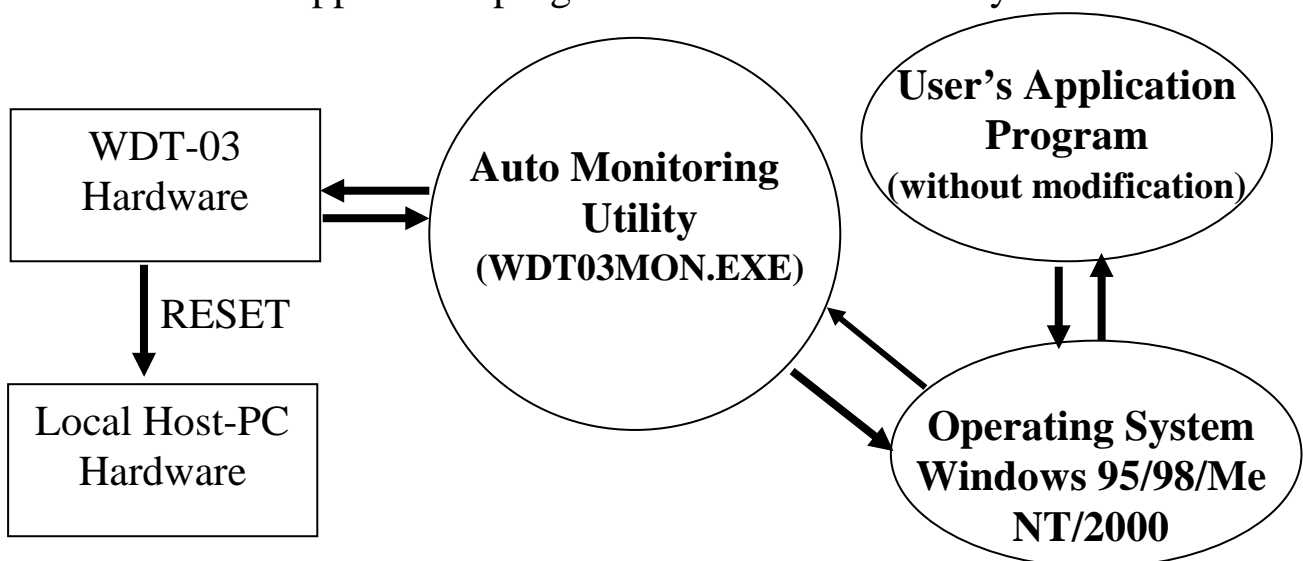 WDT-03
Hardware
RESET
Local Host-PC
Hardware
Auto Monitoring
Utility
(WDT03MON.EXE)
User’s Application
Program
(without modification)
Operating System
Windows 95/98/Me
NT/2000